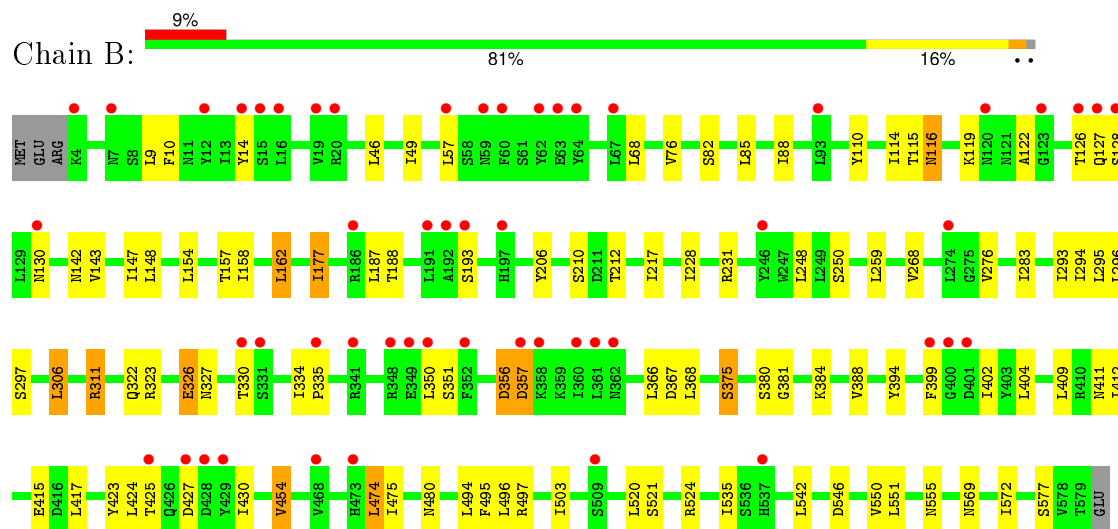 9%
Chain B:
81% 16% • •
MET GLU ARG K4 N7 S8 L9 F10 N11 Y12 I13 Y14 S15 L16 V19 R20 L46 I49 L57 S58 N59 F60 S61 Y62 E63 Y64 L67 L68 V76 S82 L85 I88 L93 Y110 I114 T115 N116 K119 N120 N121 A122 G123 T126 Q127 S128
L129 N130 N142 V143 I147 L148 L154 T157 I158 L162 I177 R186 L187 T188 L191 A192 S193 H197 Y206 S210 D211 T212 I217 I228 R231 Y246 W247 L248 L249 S250 L259 V268 L274 G275 V276 I283 I293 I294 L295
S297 L306 R311 Q322 R323 E326 N327 T330 S331 I334 P335 R341 R348 E349 L350 S351 F352 D356 D357 K358 K359 I360 L361 N362 L366 D367 L368 S375 S380 G381 K384 V388 Y394 F399 G400 D401 I402 Y403 L404 L409 R410 N411
E415 D416 L417 Y423 L424 T425 Q426 D427 D428 Y429 I430 V454 V468 H473 L474 I475 N480 L494 F495 L496 R497 I503 S509 L520 S521 R524 I535 S536 H537 L542 D546 V550 L551 N555 N569 I572 S577 V578 T579 GLU